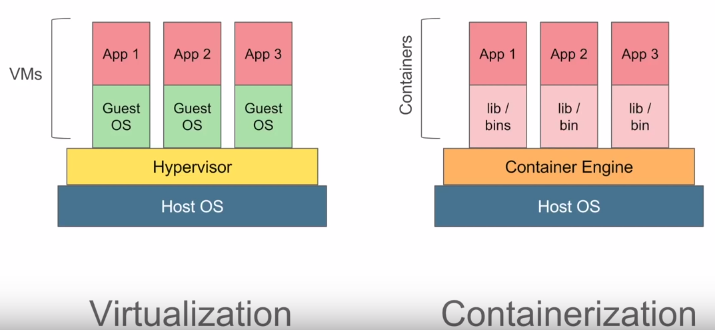 VMs
App 1
App 2
App 3
Guest
OS
Guest
OS
Guest
OS
Hypervisor
Host OS
Virtualization
Containers
App 1
App 2
App 3
lib /
bins
lib /
bin
lib /
bin
Container Engine
Host OS
Containerization